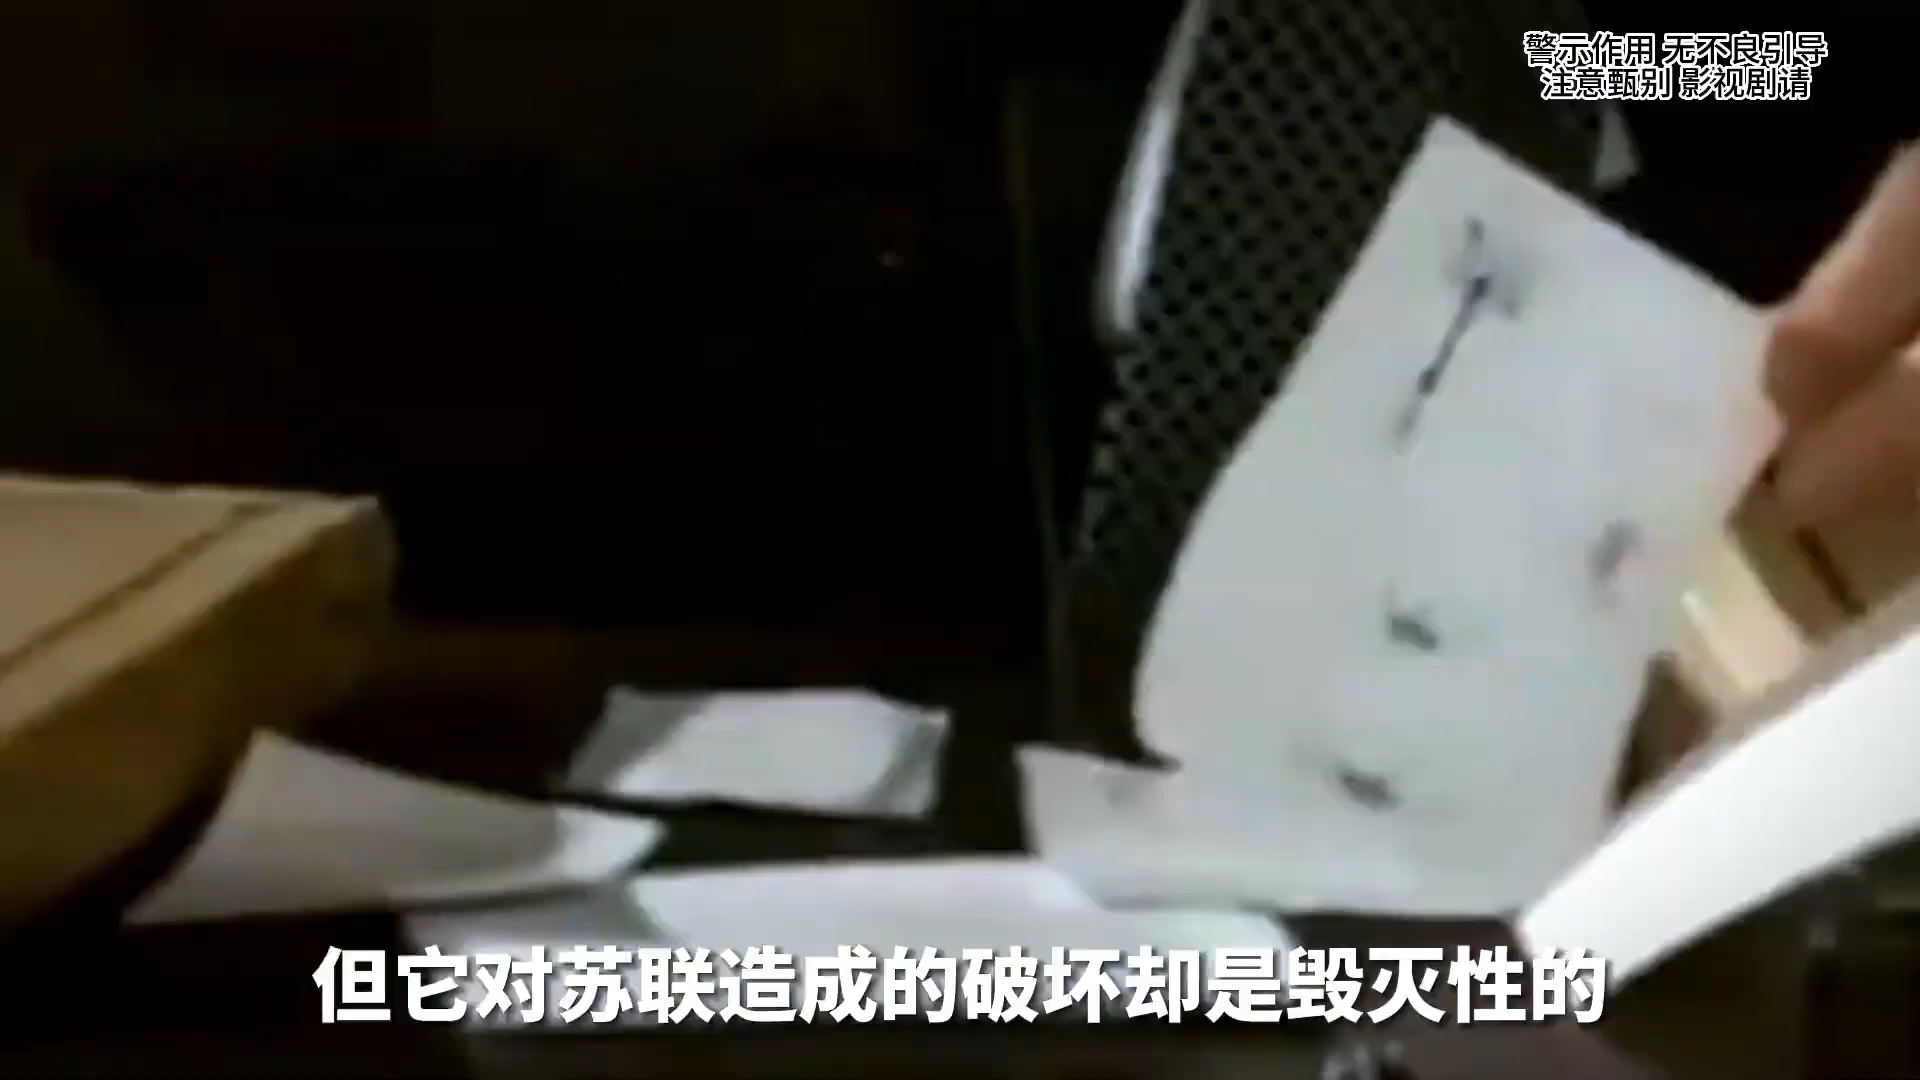 警示作用 无不良引导
注意甄别 影视剧请
但它对苏联造成的破坏却是毁灭性的